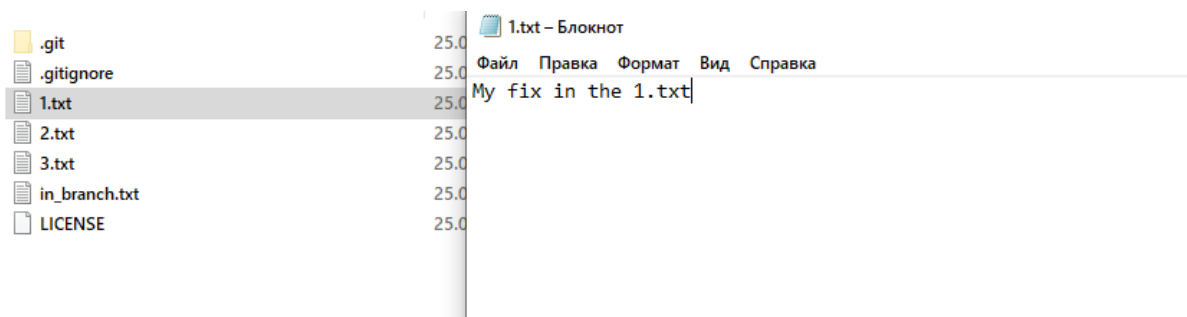 .git 25.0
.gitignore 25.0
1.txt 25.0
2.txt 25.0
3.txt 25.0
in_branch.txt 25.0
LICENSE 25.0
1.txt – Блокнот
Файл Правка Формат Вид Справка
My fix in the 1.txt